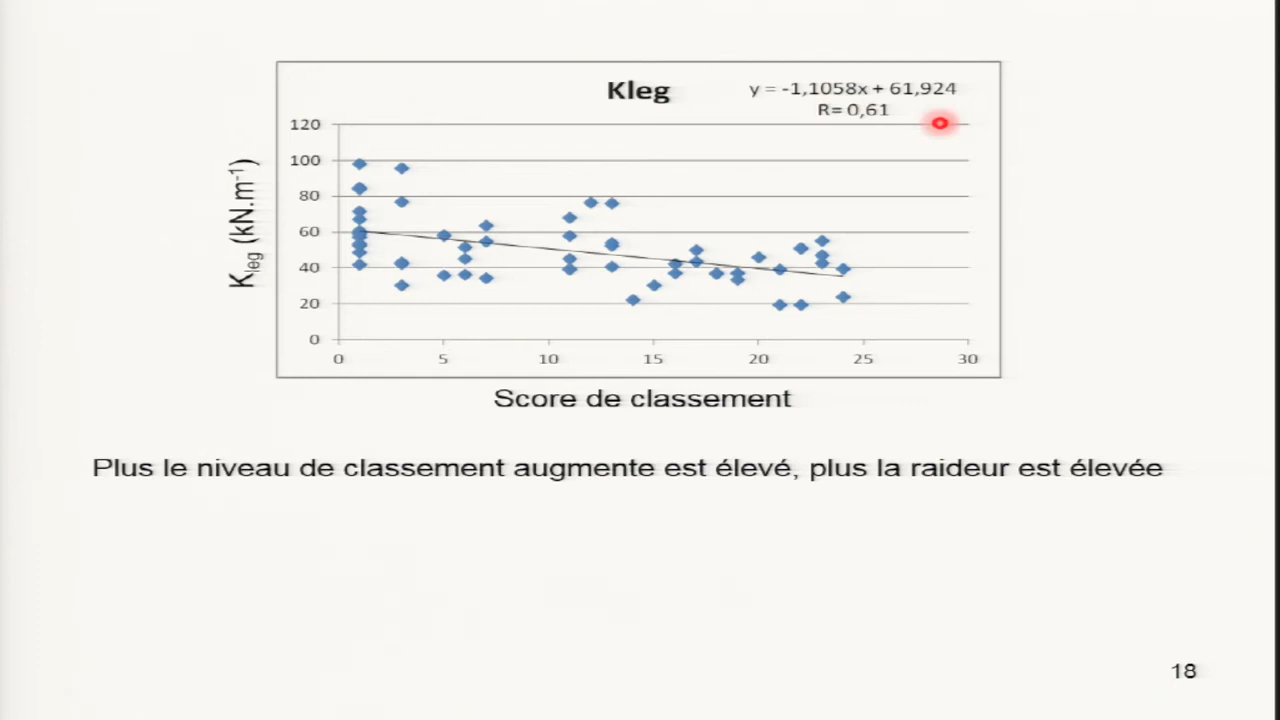 Kleg
y = -1,1058x + 61,924
R= 0,61
120
100
80
60
40
20
0
K_leg (kN.m⁻¹)
0 5 10 15 20 25 30
Score de classement
Plus le niveau de classement augmente est élevé, plus la raideur est élevée
18